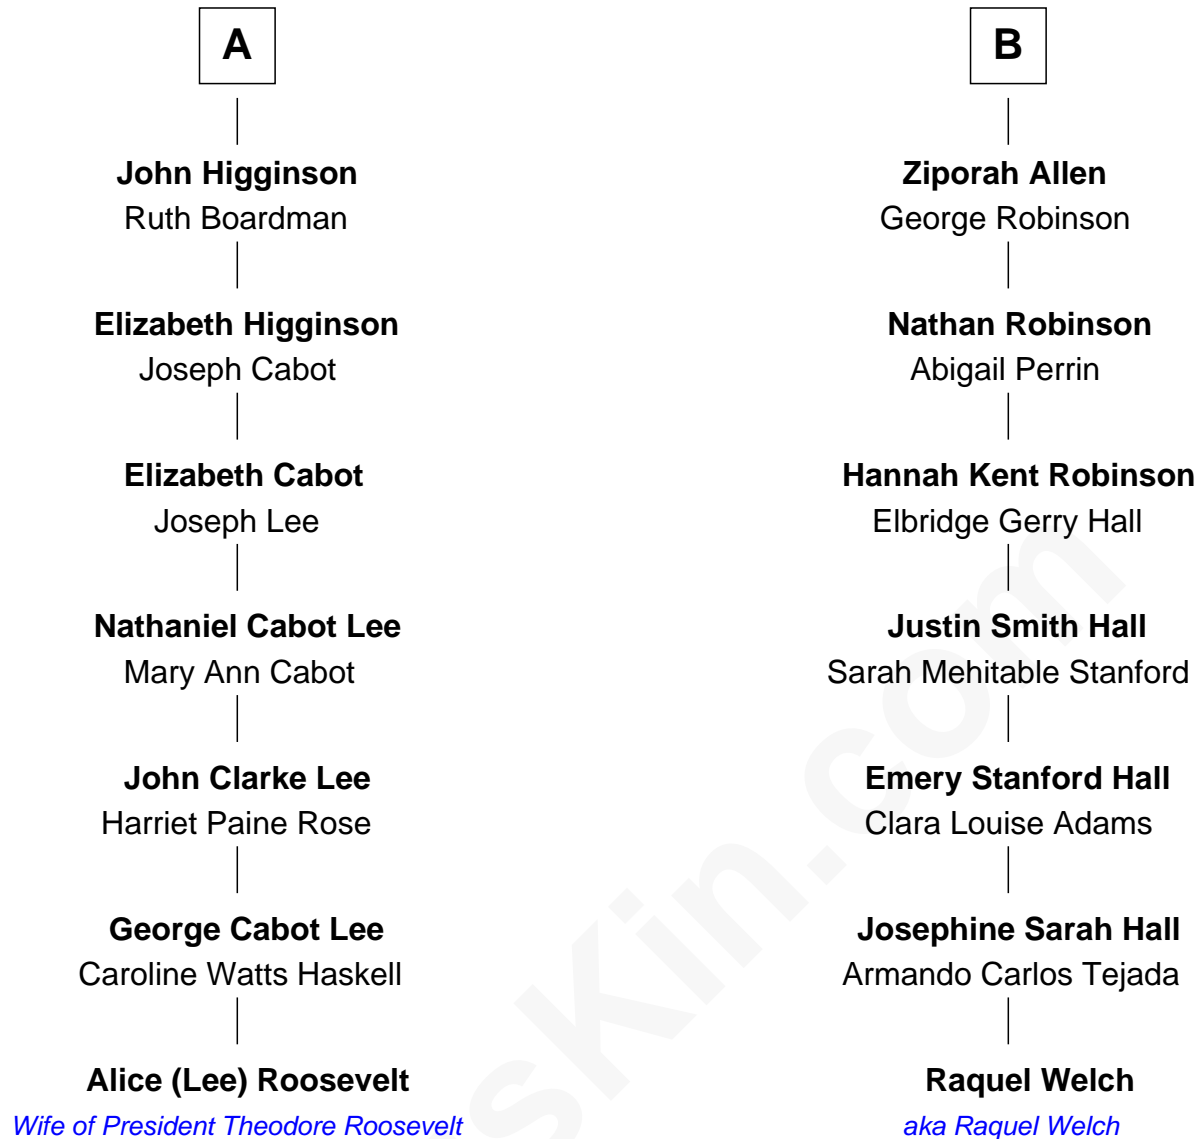 A
John Higginson
Ruth Boardman
Elizabeth Higginson
Joseph Cabot
Elizabeth Cabot
Joseph Lee
Nathaniel Cabot Lee
Mary Ann Cabot
John Clarke Lee
Harriet Paine Rose
George Cabot Lee
Caroline Watts Haskell
Alice (Lee) Roosevelt
Wife of President Theodore Roosevelt
B
Ziporah Allen
George Robinson
Nathan Robinson
Abigail Perrin
Hannah Kent Robinson
Elbridge Gerry Hall
Justin Smith Hall
Sarah Mehitable Stanford
Emery Stanford Hall
Clara Louise Adams
Josephine Sarah Hall
Armando Carlos Tejada
Raquel Welch
aka Raquel Welch
sKin.com